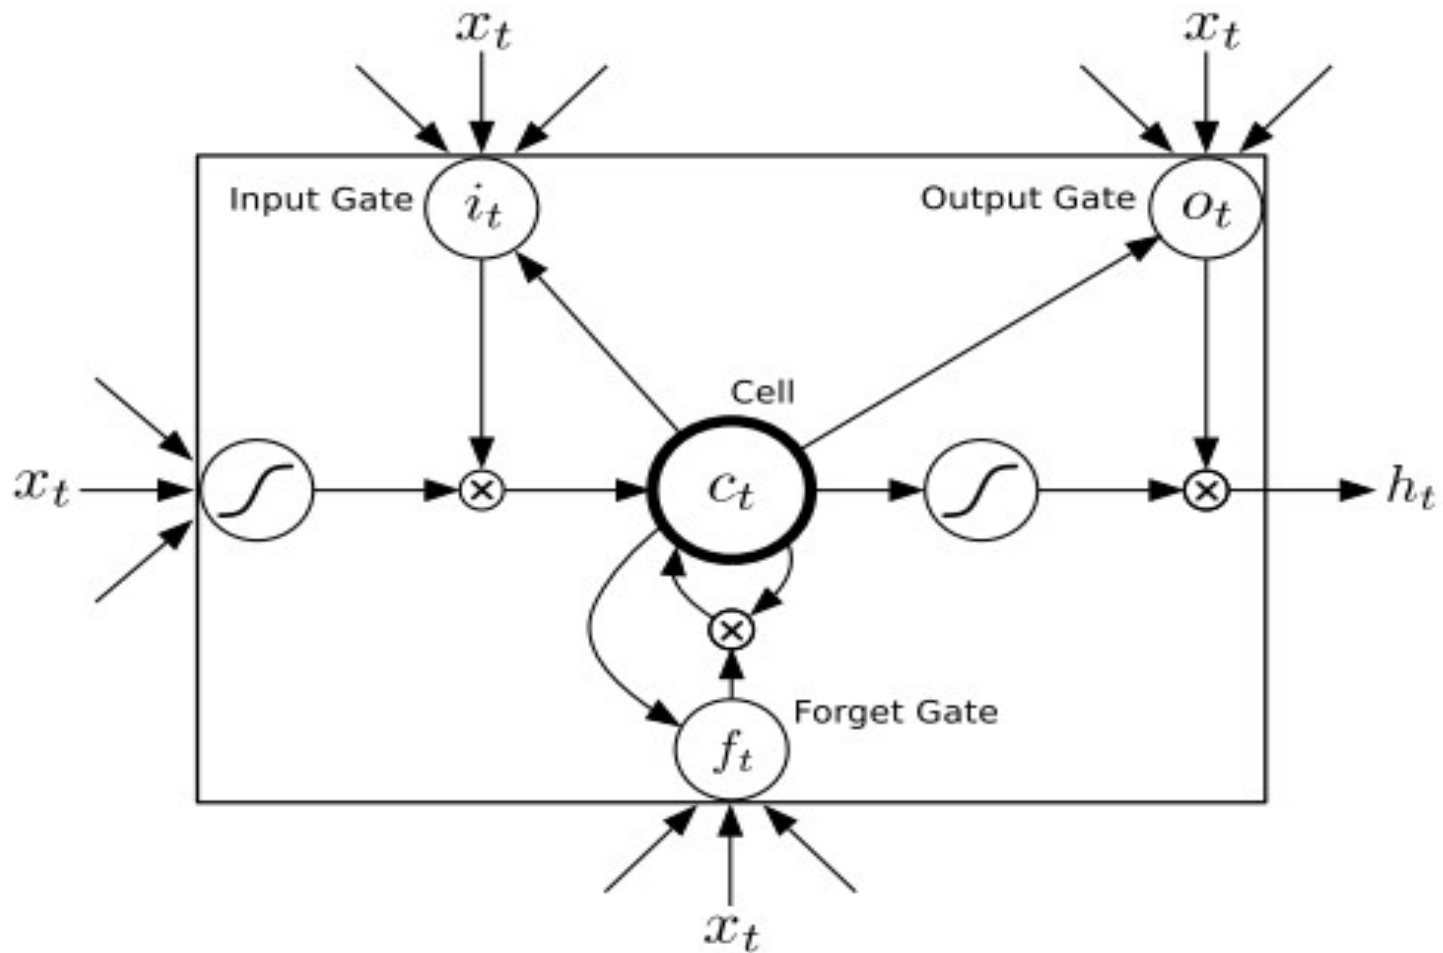 x_t
x_t
Input Gate
i_t
Output Gate
o_t
Cell
x_t
c_t
h_t
Forget Gate
f_t
x_t